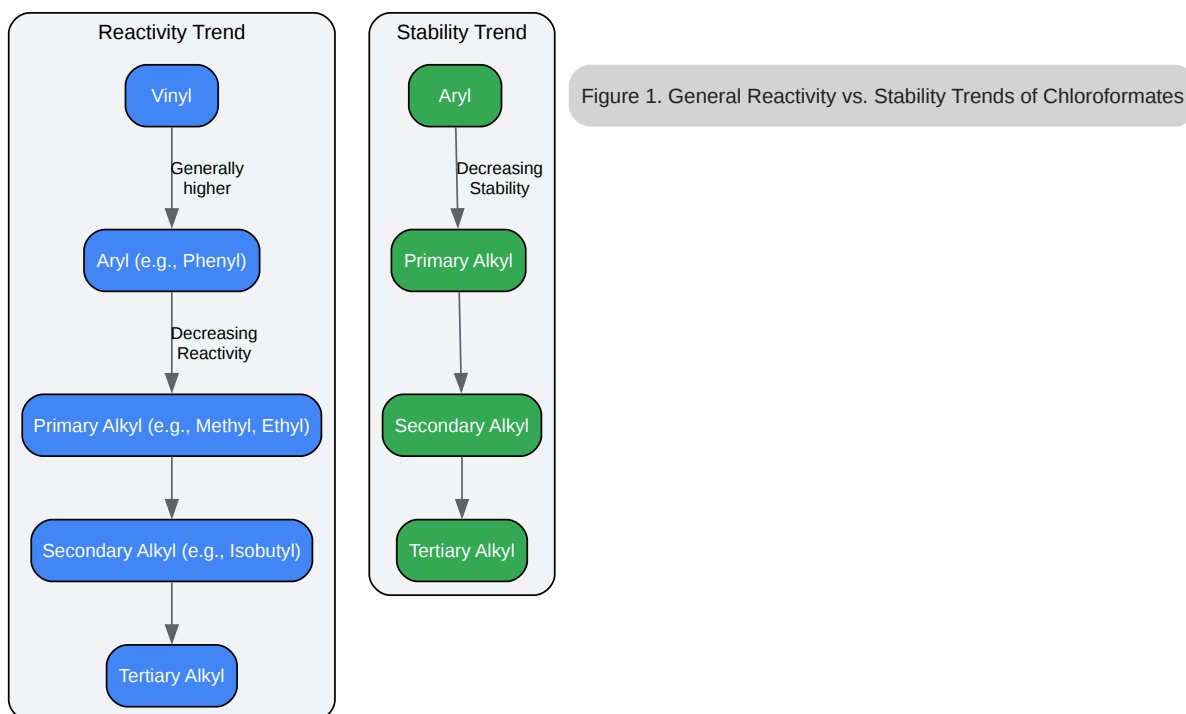 Reactivity Trend
Vinyl
Generally
higher
Aryl (e.g., Phenyl)
Decreasing
Reactivity
Primary Alkyl (e.g., Methyl, Ethyl)
Secondary Alkyl (e.g., Isobutyl)
Tertiary Alkyl
Stability Trend
Aryl
Decreasing
Stability
Primary Alkyl
Secondary Alkyl
Tertiary Alkyl
Figure 1. General Reactivity vs. Stability Trends of Chloroformates